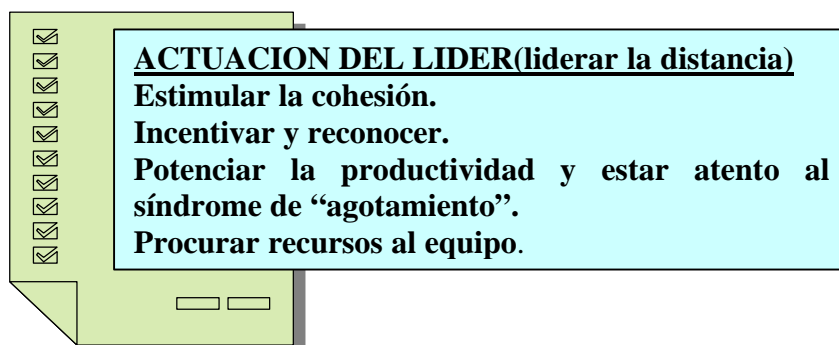 ACTUACION DEL LIDER(liderar la distancia)
Estimular la cohesión.
Incentivar y reconocer.
Potenciar la productividad y estar atento al
síndrome de “agotamiento”.
Procurar recursos al equipo.